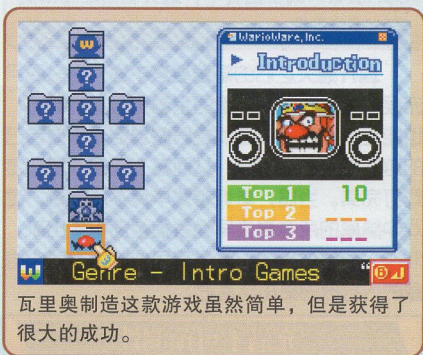 W
? 
? ? ?
? ? ?
WarioWare, Inc.
Introduction
Top 1 10
Top 2 ---
Top 3 ---
W Genre - Intro Games
瓦里奥制造这款游戏虽然简单，但是获得了
很大的成功。